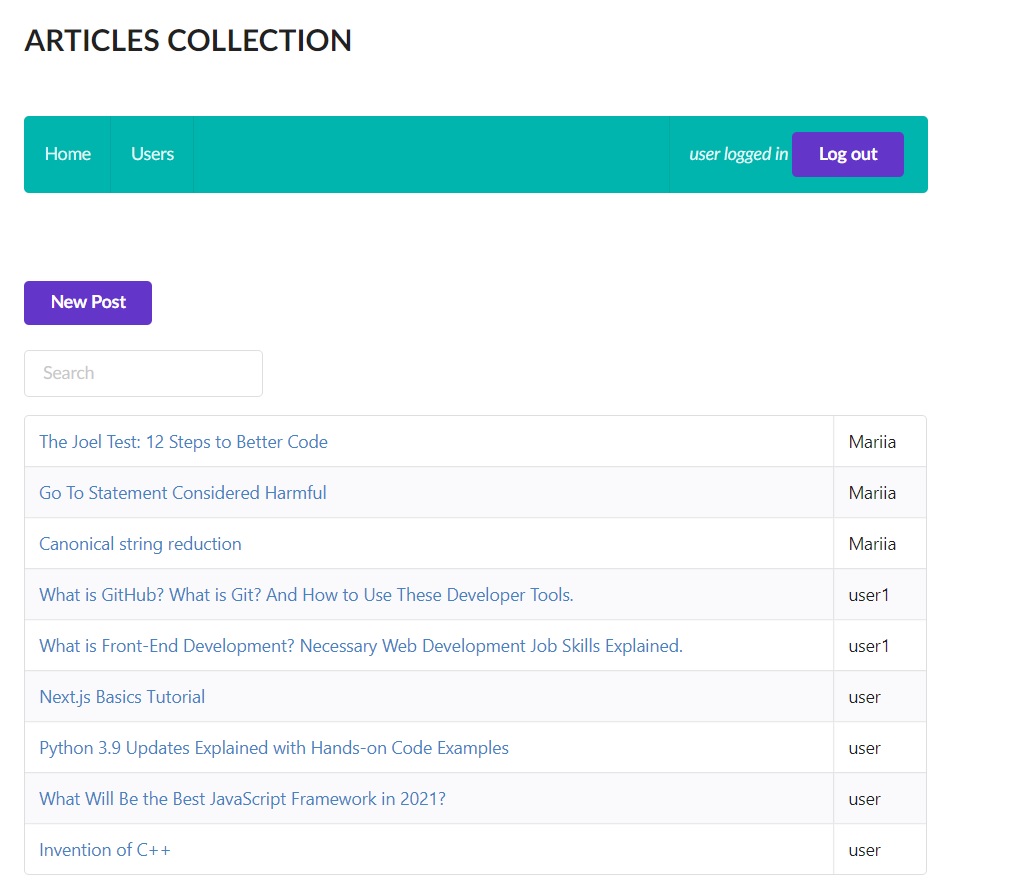 ARTICLES COLLECTION
Home Users user logged in Log out
New Post
Search
The Joel Test: 12 Steps to Better Code Mariia
Go To Statement Considered Harmful Mariia
Canonical string reduction Mariia
What is GitHub? What is Git? And How to Use These Developer Tools. user1
What is Front-End Development? Necessary Web Development Job Skills Explained. user1
Next.js Basics Tutorial user
Python 3.9 Updates Explained with Hands-on Code Examples user
What Will Be the Best JavaScript Framework in 2021? user
Invention of C++ user